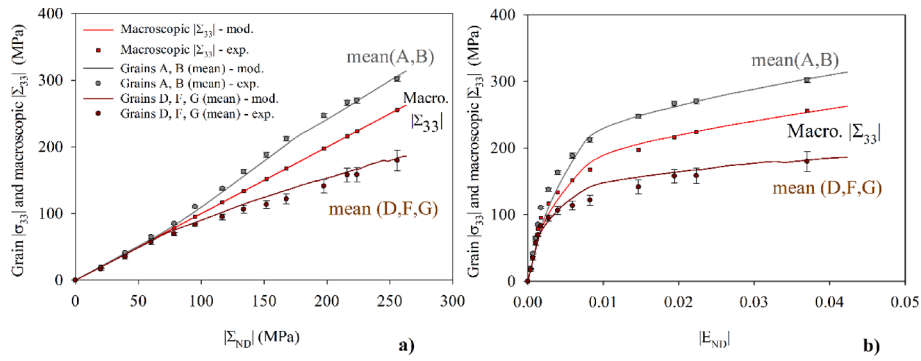 Grain |σ33| and macroscopic |Σ33| (MPa)
400
300
200
100
0
Macroscopic |Σ33| - mod.
Macroscopic |Σ33| - exp.
Grains A, B (mean) - mod.
Grains A, B (mean) - exp.
Grains D, F, G (mean) - mod.
Grains D, F, G (mean) - exp.
mean(A,B)
Macro.
|Σ33|
mean (D,F,G)
0 50 100 150 200 250 300
|ΣND| (MPa)
a)
Grain |σ33| and macroscopic |Σ33| (MPa)
400
300
200
100
0
mean(A,B)
Macro. |Σ33|
mean (D,F,G)
0.00 0.01 0.02 0.03 0.04 0.05
|END|
b)